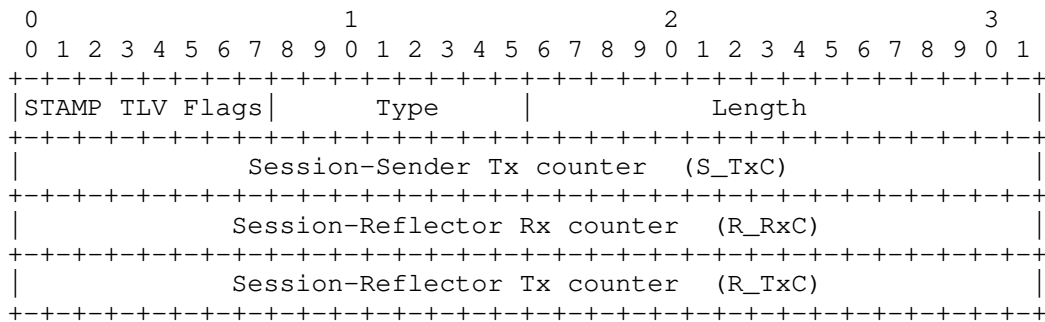 0                   1                   2                   3
 0 1 2 3 4 5 6 7 8 9 0 1 2 3 4 5 6 7 8 9 0 1 2 3 4 5 6 7 8 9 0 1
+-+-+-+-+-+-+-+-+-+-+-+-+-+-+-+-+-+-+-+-+-+-+-+-+-+-+-+-+-+-+-+-+
|STAMP TLV Flags|      Type     |           Length              |
+-+-+-+-+-+-+-+-+-+-+-+-+-+-+-+-+-+-+-+-+-+-+-+-+-+-+-+-+-+-+-+-+
|              Session-Sender Tx counter  (S_TxC)               |
+-+-+-+-+-+-+-+-+-+-+-+-+-+-+-+-+-+-+-+-+-+-+-+-+-+-+-+-+-+-+-+-+
|             Session-Reflector Rx counter  (R_RxC)             |
+-+-+-+-+-+-+-+-+-+-+-+-+-+-+-+-+-+-+-+-+-+-+-+-+-+-+-+-+-+-+-+-+
|             Session-Reflector Tx counter  (R_TxC)             |
+-+-+-+-+-+-+-+-+-+-+-+-+-+-+-+-+-+-+-+-+-+-+-+-+-+-+-+-+-+-+-+-+